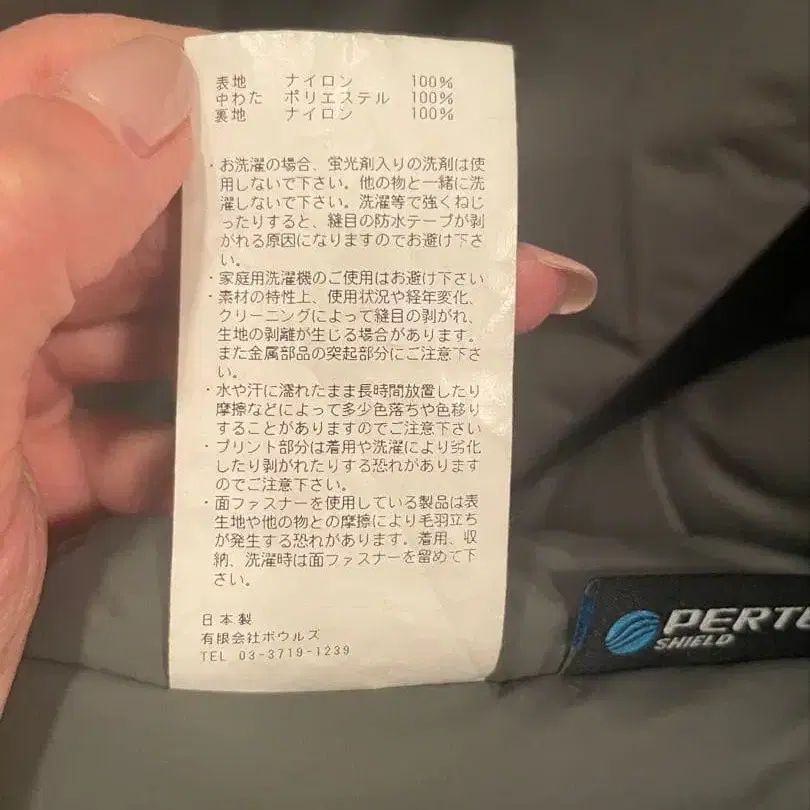 表地 ナイロン 100%
中わた ポリエステル 100%
裏地 ナイロン 100%
・お洗濯の場合、蛍光剤入りの洗剤は使
用しないで下さい。他の物と一緒に洗
濯しないで下さい。洗濯等で強くねじ
ったりすると、縫目の防水テープが剥
がれる原因になりますのでお避け下さ
い。
・家庭用洗濯機のご使用はお避け下さい
・素材の特性上、使用状況や経年変化、
クリーニングによって縫目の剥がれ、
生地の剥離が生じる場合があります。
また金属部品の突起部分にご注意下さ
い。
・水や汗に濡れたまま長時間放置したり
摩擦などによって多少色落ちや色移り
することがありますのでご注意下さい
・プリント部分は着用や洗濯により劣化
したり剥がれたりする恐れがあります
のでご注意下さい。
・面ファスナーを使用している製品は表
生地や他の物との摩擦により毛羽立ち
が発生する恐れがあります。着用、収
納、洗濯時は面ファスナーを留めて下
さい。
日本製
有限会社ボウルズ
TEL 03-3719-1239
PERTE
SHIELD